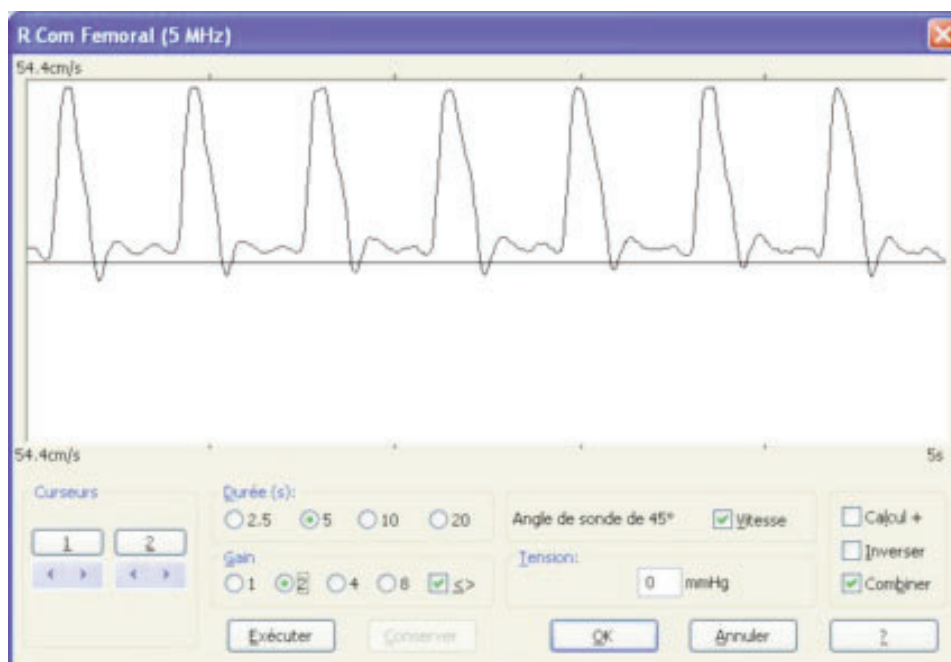 R Com Femoral (5 MHz)
54.4cm/s
54.4cm/s
5s
Curseurs
1 2
Durée (s):
2.5 5 10 20
Gain
1 2 4 8 ≤>
Angle de sonde de 45° Vitesse
Tension:
0 mmHg
Calcul +
Inverser
Combiner
Exécuter Conserver OK Annuler ?